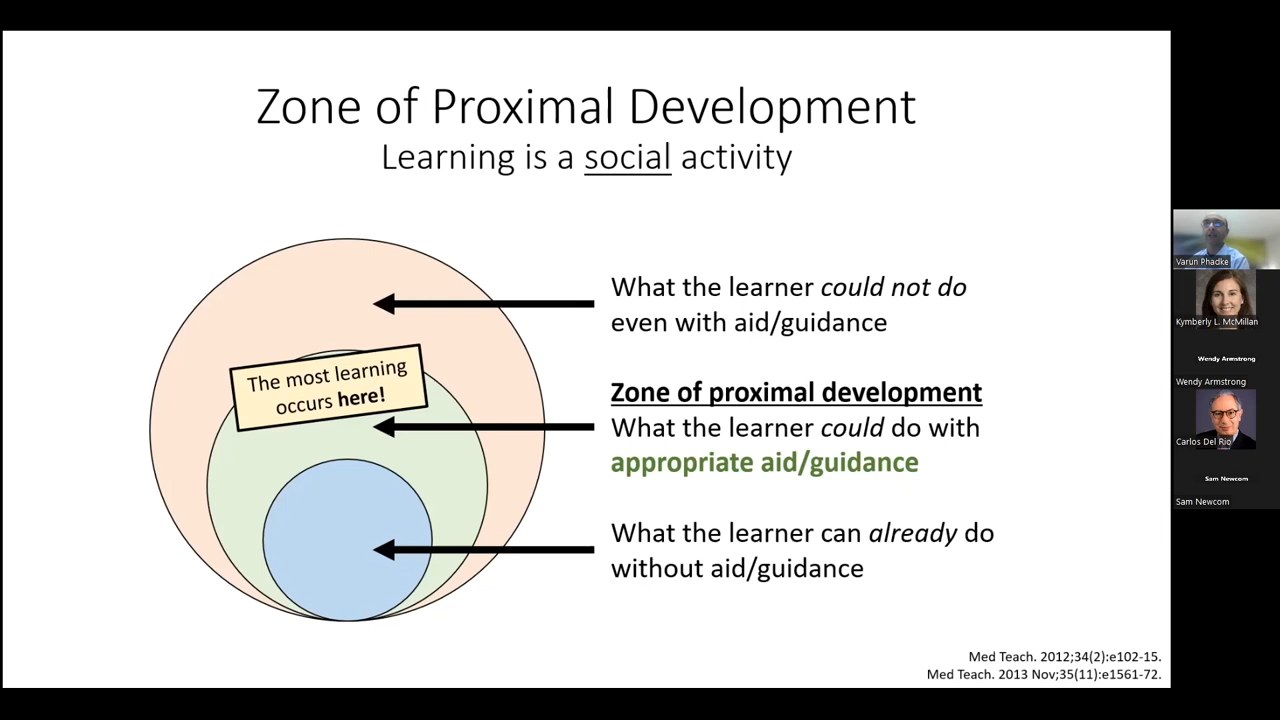 Zone of Proximal Development
Learning is a social activity
What the learner could not do
even with aid/guidance
The most learning
occurs here!
Zone of proximal development
What the learner could do with
appropriate aid/guidance
What the learner can already do
without aid/guidance
Med Teach. 2012;34(2):e102-15.
Med Teach. 2013 Nov;35(11):e1561-72.
Varun Phadke
Kymberly L. McMillan
Wendy Armstrong
Wendy Armstrong
Carlos Del Rio
Sam Newcom
Sam Newcom